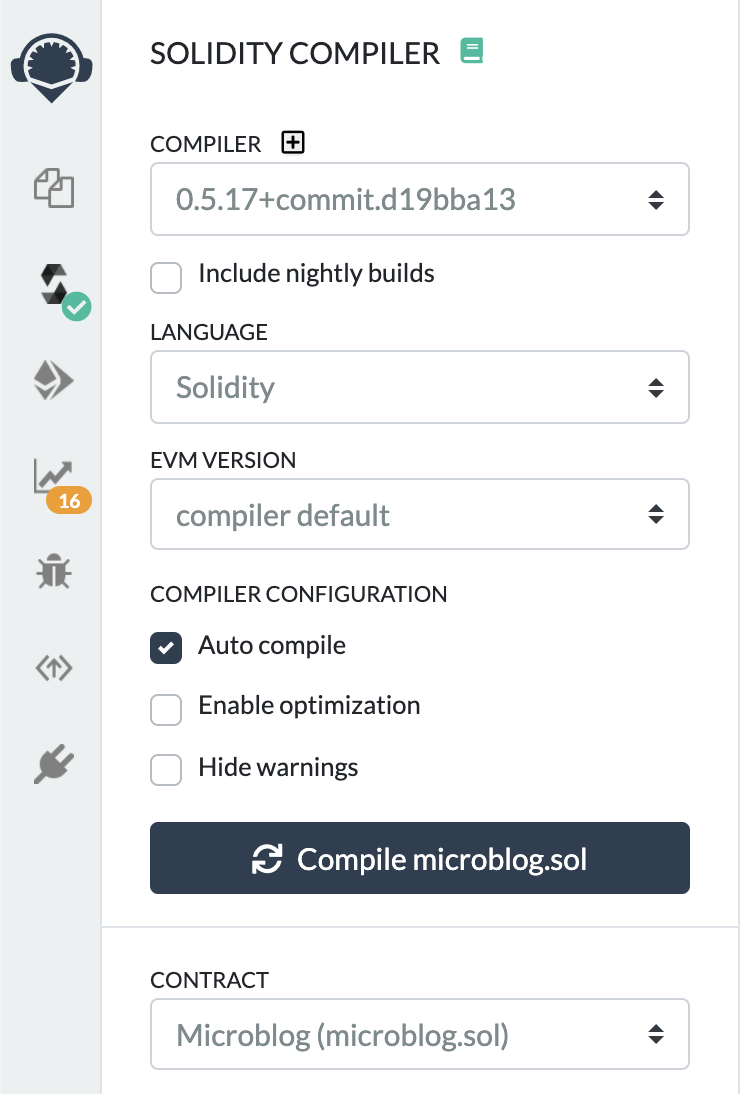 SOLIDITY COMPILER
COMPILER
0.5.17+commit.d19bba13
Include nightly builds
LANGUAGE
Solidity
EVM VERSION
compiler default
16
COMPILER CONFIGURATION
Auto compile
Enable optimization
Hide warnings
Compile microblog.sol
CONTRACT
Microblog (microblog.sol)